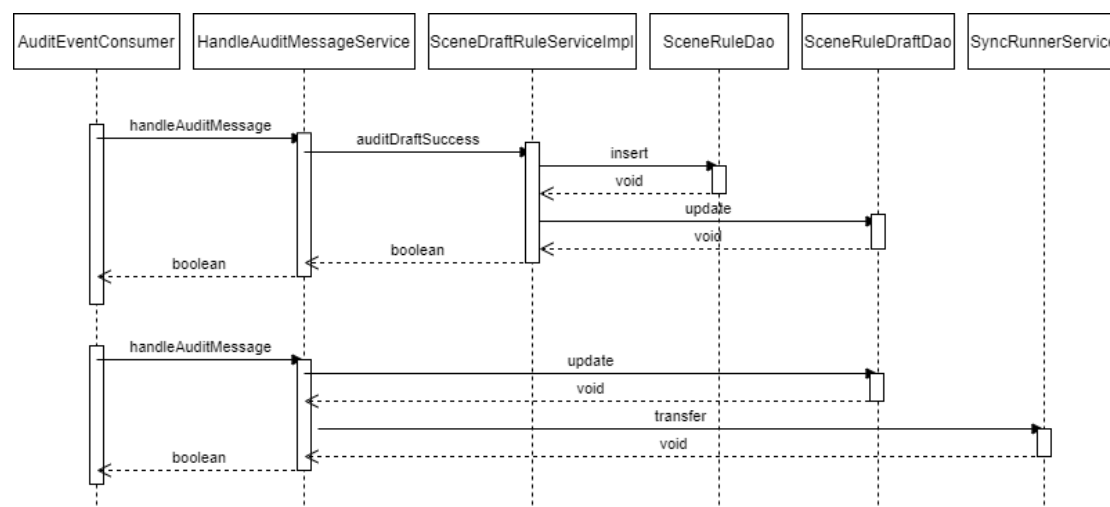 AuditEventConsumer
HandleAuditMessageService
SceneDraftRuleServiceImpl
SceneRuleDao
SceneRuleDraftDao
SyncRunnerService
handleAuditMessage
auditDraftSuccess
insert
void
update
void
boolean
boolean
handleAuditMessage
update
void
transfer
void
boolean